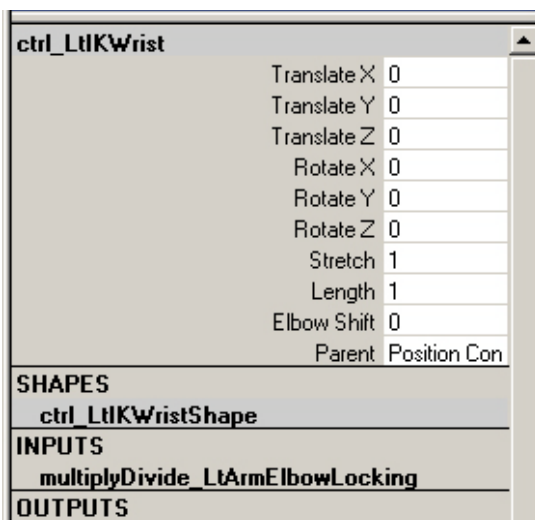 ctrl_LtIKWrist
Translate X 0
Translate Y 0
Translate Z 0
Rotate X 0
Rotate Y 0
Rotate Z 0
Stretch 1
Length 1
Elbow Shift 0
Parent Position Con
SHAPES
ctrl_LtIKWristShape
INPUTS
multiplyDivide_LtArmElbowLocking
OUTPUTS